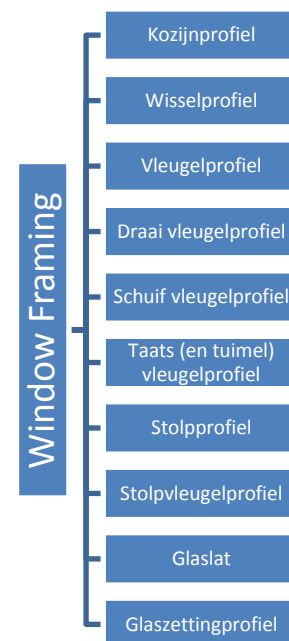 Window Framing
Kozijnprofiel
Wisselprofiel
Vleugelprofiel
Draai vleugelprofiel
Schuif vleugelprofiel
Taats (en tuimel)
vleugelprofiel
Stolpprofiel
Stolpvleugelprofiel
Glaslat
Glaszettingprofiel